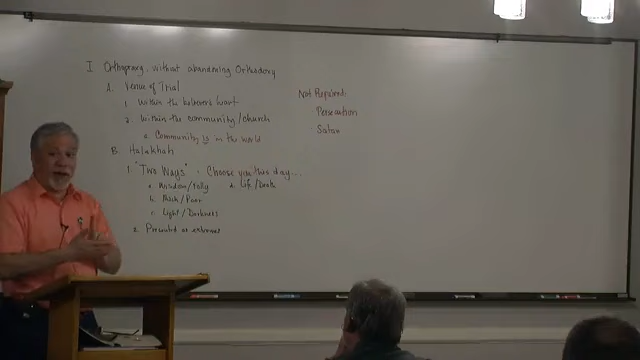 I Orthopraxy without abandoning Orthodoxy
A. Venue of Trial
1. Within the believer's heart
2. Within the community/church
a. Community is in the world
B. Halakhah
1. "Two Ways" - Choose you this day...
a. Wisdom/Folly d. Life/Death
b. Rich/Poor
c. Light/Darkness
2. Presented as external
Not Required:
Persecution
Satan